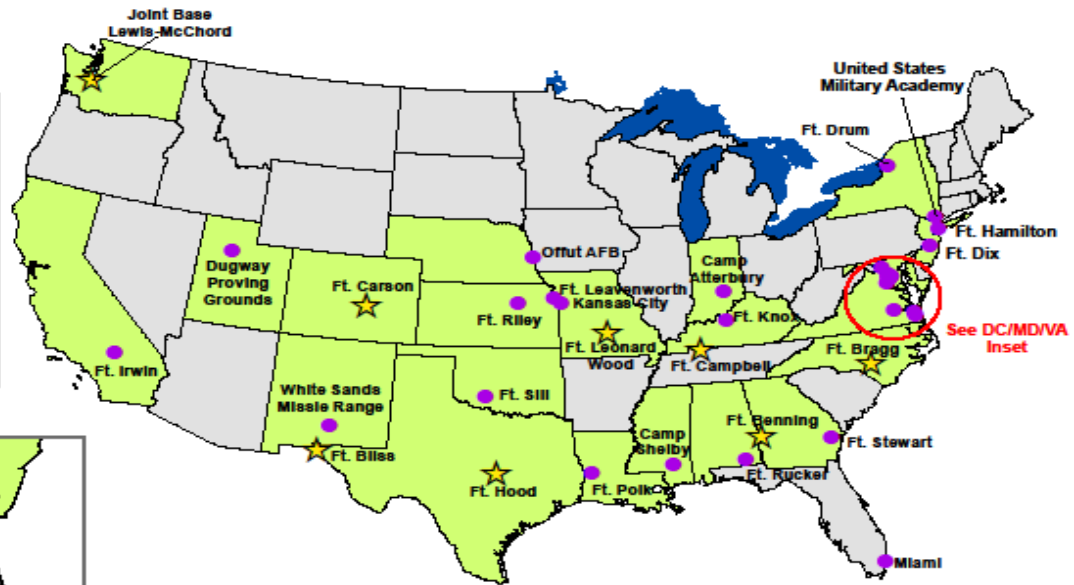 Joint Base
Lewis-McChord
United States
Military Academy
Ft. Drum
Ft. Hamilton
Ft. Dix
Offut AFB
Dugway
Proving
Grounds
Camp
Atterbury
Ft. Carson
Ft. Leavenworth
Kansas City
Ft. Riley
Ft. Knox
See DC/MD/VA
Inset
Ft. Leonard
Wood
Ft. Campbell
Ft. Bragg
Ft. Irwin
White Sands
Missle Range
Ft. Sill
Ft. Benning
Camp
Shelby
Ft. Stewart
Ft. Bliss
Ft. Hood
Ft. Polk
Ft. Rucker
Miami